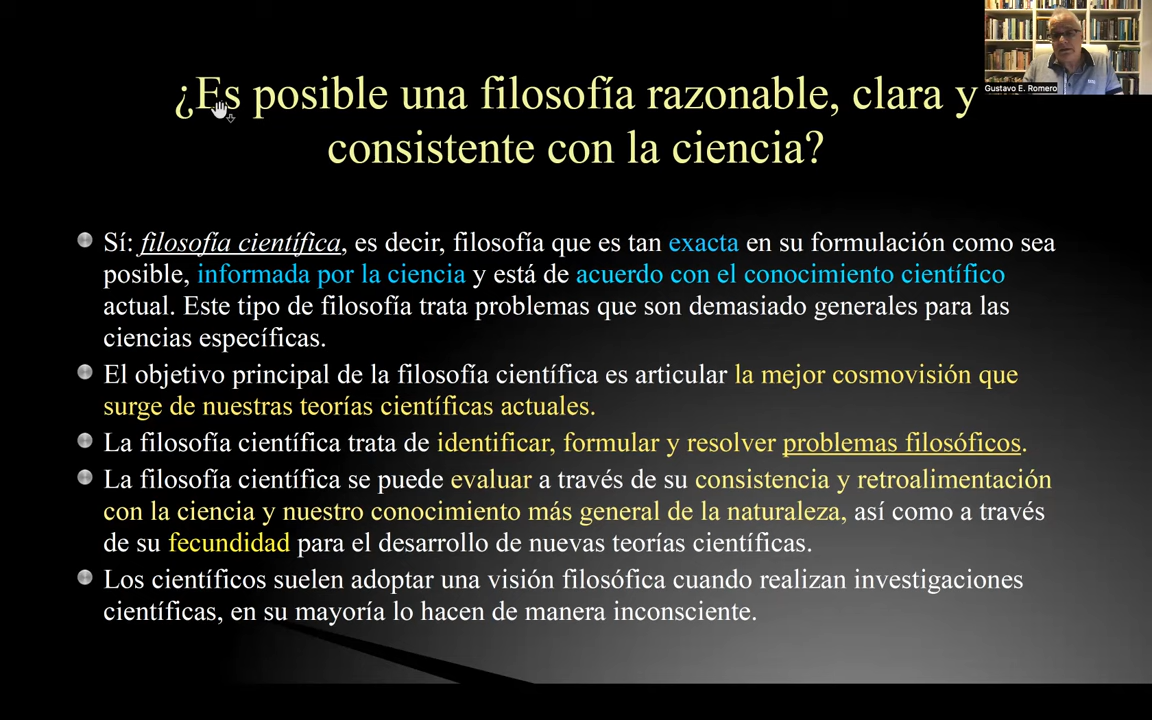 Gustavo E. Romero
¿Es posible una filosofía razonable, clara y
consistente con la ciencia?
Sí: filosofía científica, es decir, filosofía que es tan exacta en su formulación como sea
posible, informada por la ciencia y está de acuerdo con el conocimiento científico
actual. Este tipo de filosofía trata problemas que son demasiado generales para las
ciencias específicas.
El objetivo principal de la filosofía científica es articular la mejor cosmovisión que
surge de nuestras teorías científicas actuales.
La filosofía científica trata de identificar, formular y resolver problemas filosóficos.
La filosofía científica se puede evaluar a través de su consistencia y retroalimentación
con la ciencia y nuestro conocimiento más general de la naturaleza, así como a través
de su fecundidad para el desarrollo de nuevas teorías científicas.
Los científicos suelen adoptar una visión filosófica cuando realizan investigaciones
científicas, en su mayoría lo hacen de manera inconsciente.